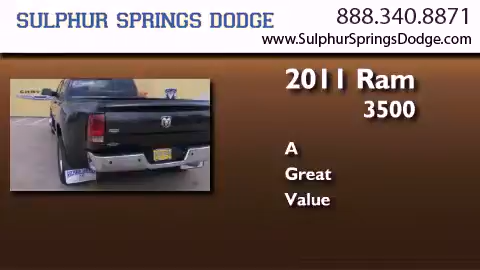 SULPHUR SPRINGS DODGE
888.340.8871
www.SulphurSpringsDodge.com
2011 Ram
3500
A
Great
Value